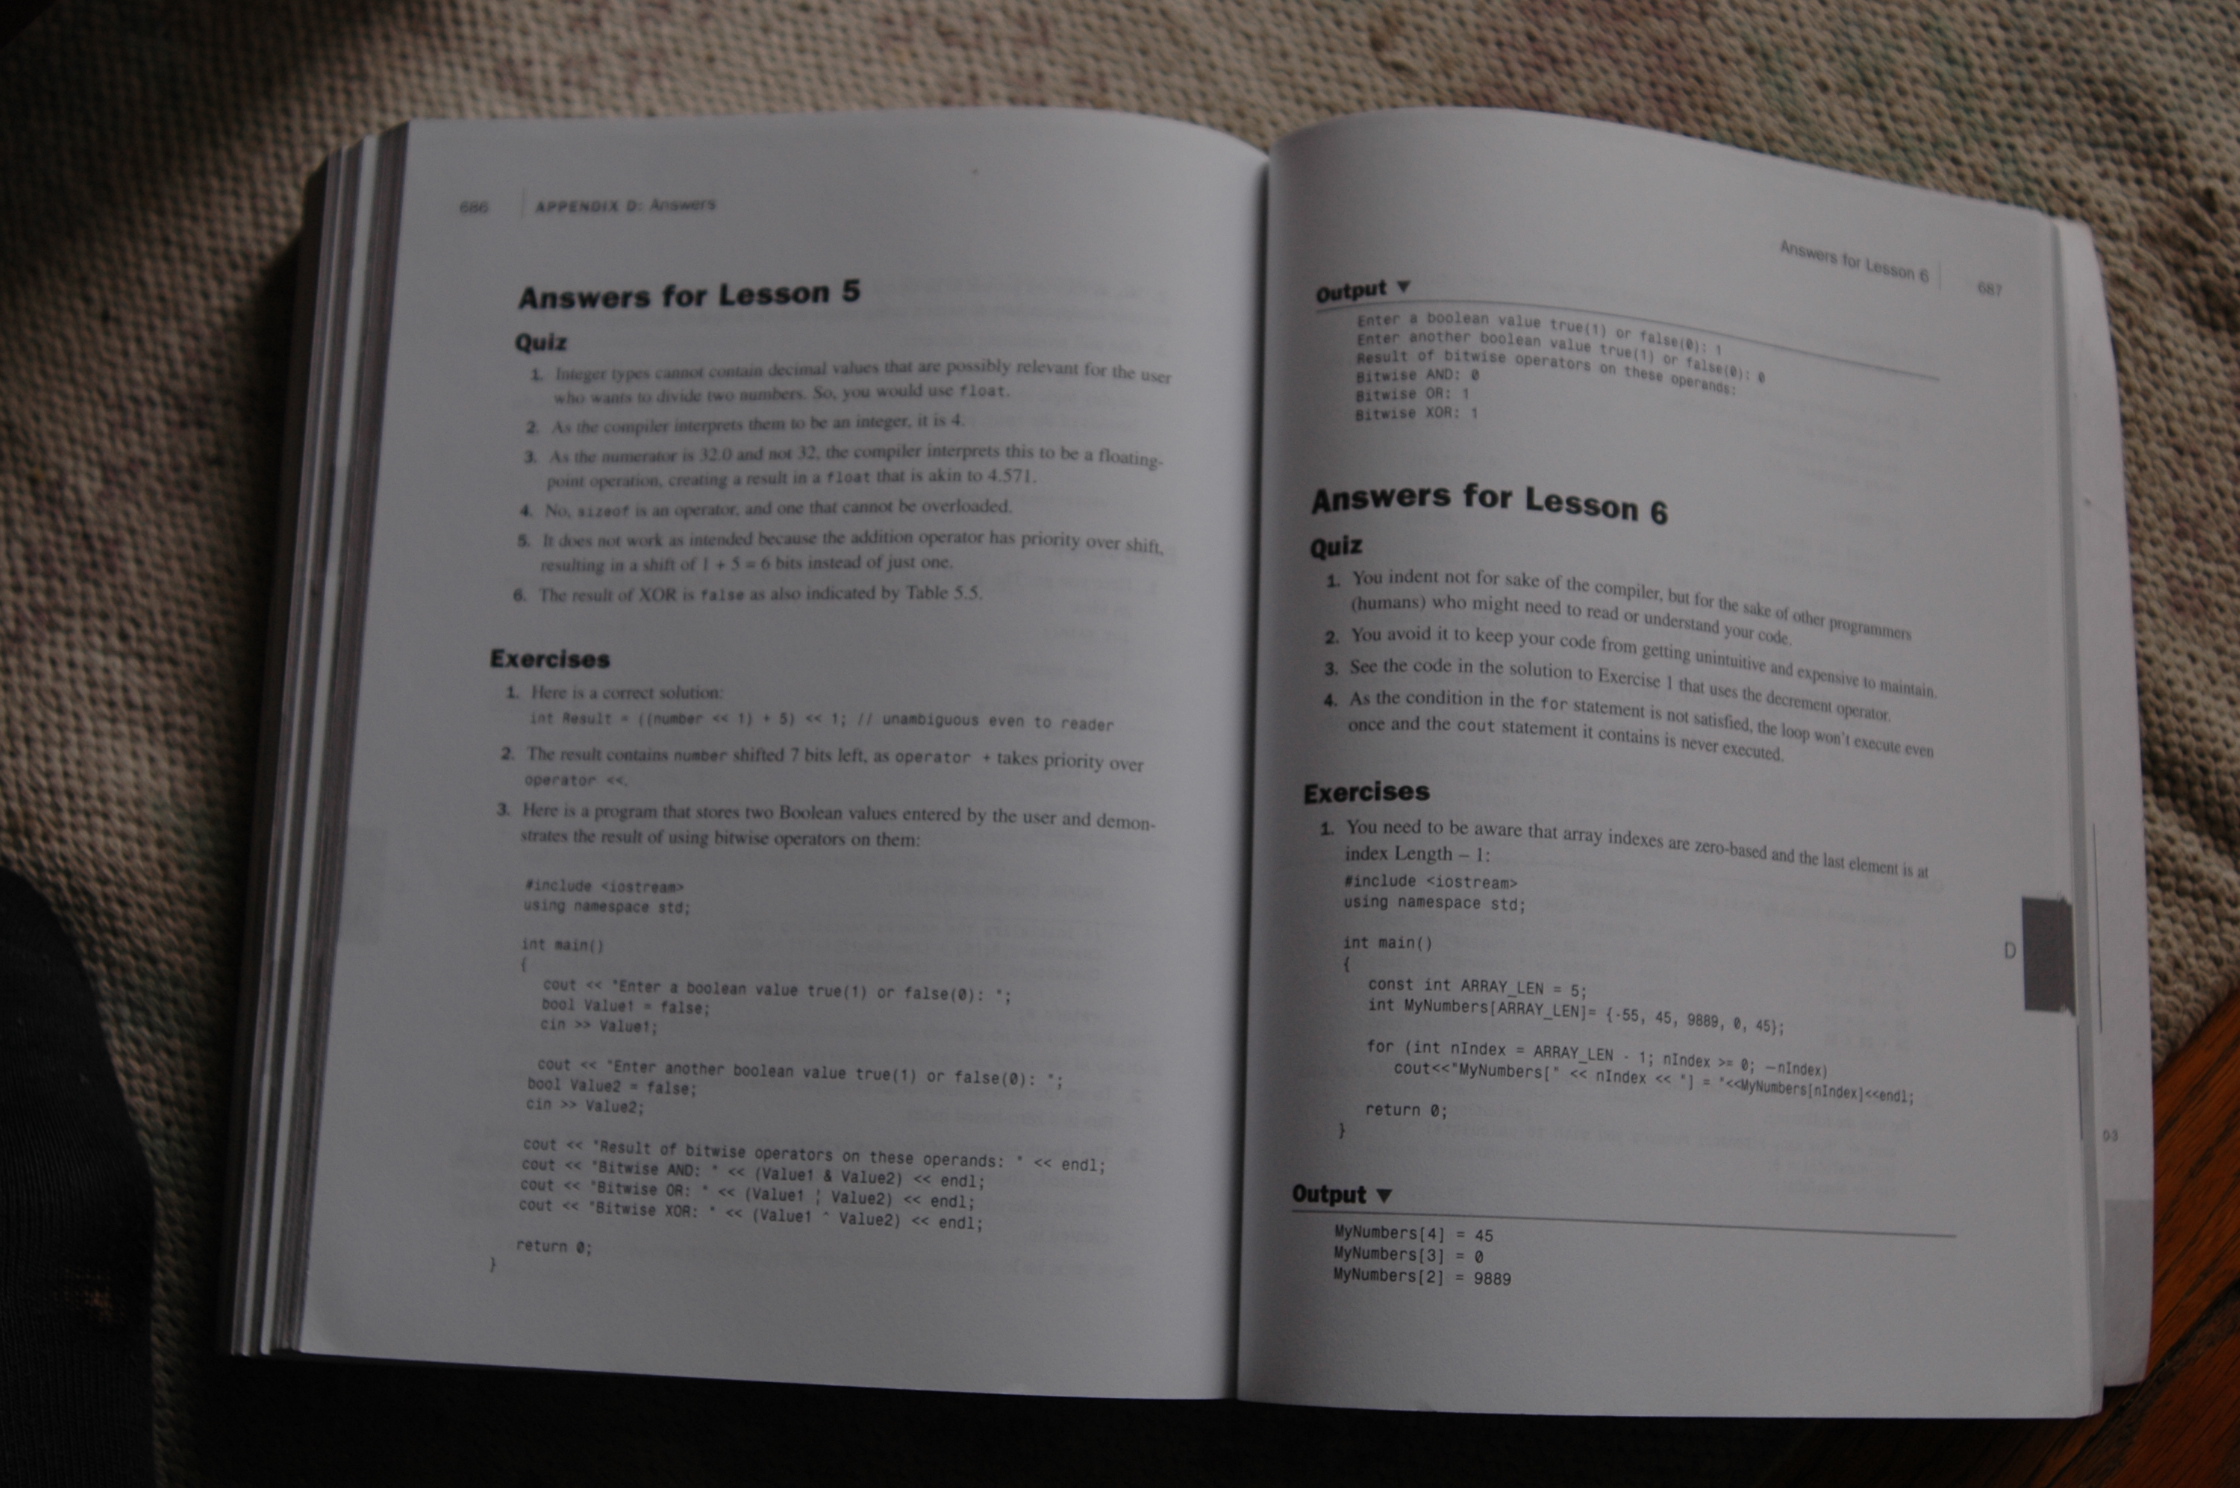 686 | APPENDIX D: Answers
Answers for Lesson 5
Quiz
1. Integer types cannot contain decimal values that are possibly relevant for the user
who wants to divide two numbers. So, you would use float.
2. As the compiler interprets them to be an integer, it is 4.
3. As the numerator is 32.0 and not 32, the compiler interprets this to be a floating-
point operation, creating a result in a float that is akin to 4.571.
4. No, sizeof is an operator, and one that cannot be overloaded.
5. It does not work as intended because the addition operator has priority over shift,
resulting in a shift of 1 + 5 = 6 bits instead of just one.
6. The result of XOR is false as also indicated by Table 5.5.
Exercises
1. Here is a correct solution:
int Result = ((number << 1) + 5) << 1; // unambiguous even to reader
2. The result contains number shifted 7 bits left, as operator + takes priority over
operator <<.
3. Here is a program that stores two Boolean values entered by the user and demon-
strates the result of using bitwise operators on them:
#include <iostream>
using namespace std;
int main()
{
cout << "Enter a boolean value true(1) or false(0): ";
bool Value1 = false;
cin >> Value1;
cout << "Enter another boolean value true(1) or false(0): ";
bool Value2 = false;
cin >> Value2;
cout << "Result of bitwise operators on these operands: " << endl;
cout << "Bitwise AND: " << (Value1 & Value2) << endl;
cout << "Bitwise OR: " << (Value1 | Value2) << endl;
cout << "Bitwise XOR: " << (Value1 ^ Value2) << endl;
return 0;
}
Answers for Lesson 6 | 687
Output ▼
Enter a boolean value true(1) or false(0): 1
Enter another boolean value true(1) or false(0): 0
Result of bitwise operators on these operands:
Bitwise AND: 0
Bitwise OR: 1
Bitwise XOR: 1
Answers for Lesson 6
Quiz
1. You indent not for sake of the compiler, but for the sake of other programmers
(humans) who might need to read or understand your code.
2. You avoid it to keep your code from getting unintuitive and expensive to maintain.
3. See the code in the solution to Exercise 1 that uses the decrement operator.
4. As the condition in the for statement is not satisfied, the loop won't execute even
once and the cout statement it contains is never executed.
Exercises
1. You need to be aware that array indexes are zero-based and the last element is at
index Length – 1:
#include <iostream>
using namespace std;
int main()
{
const int ARRAY_LEN = 5;
int MyNumbers[ARRAY_LEN]= {-55, 45, 9889, 0, 45};
for (int nIndex = ARRAY_LEN - 1; nIndex >= 0; —nIndex)
cout<<"MyNumbers[" << nIndex << "] = "<<MyNumbers[nIndex]<<endl;
return 0;
}
Output ▼
MyNumbers[4] = 45
MyNumbers[3] = 0
MyNumbers[2] = 9889
D